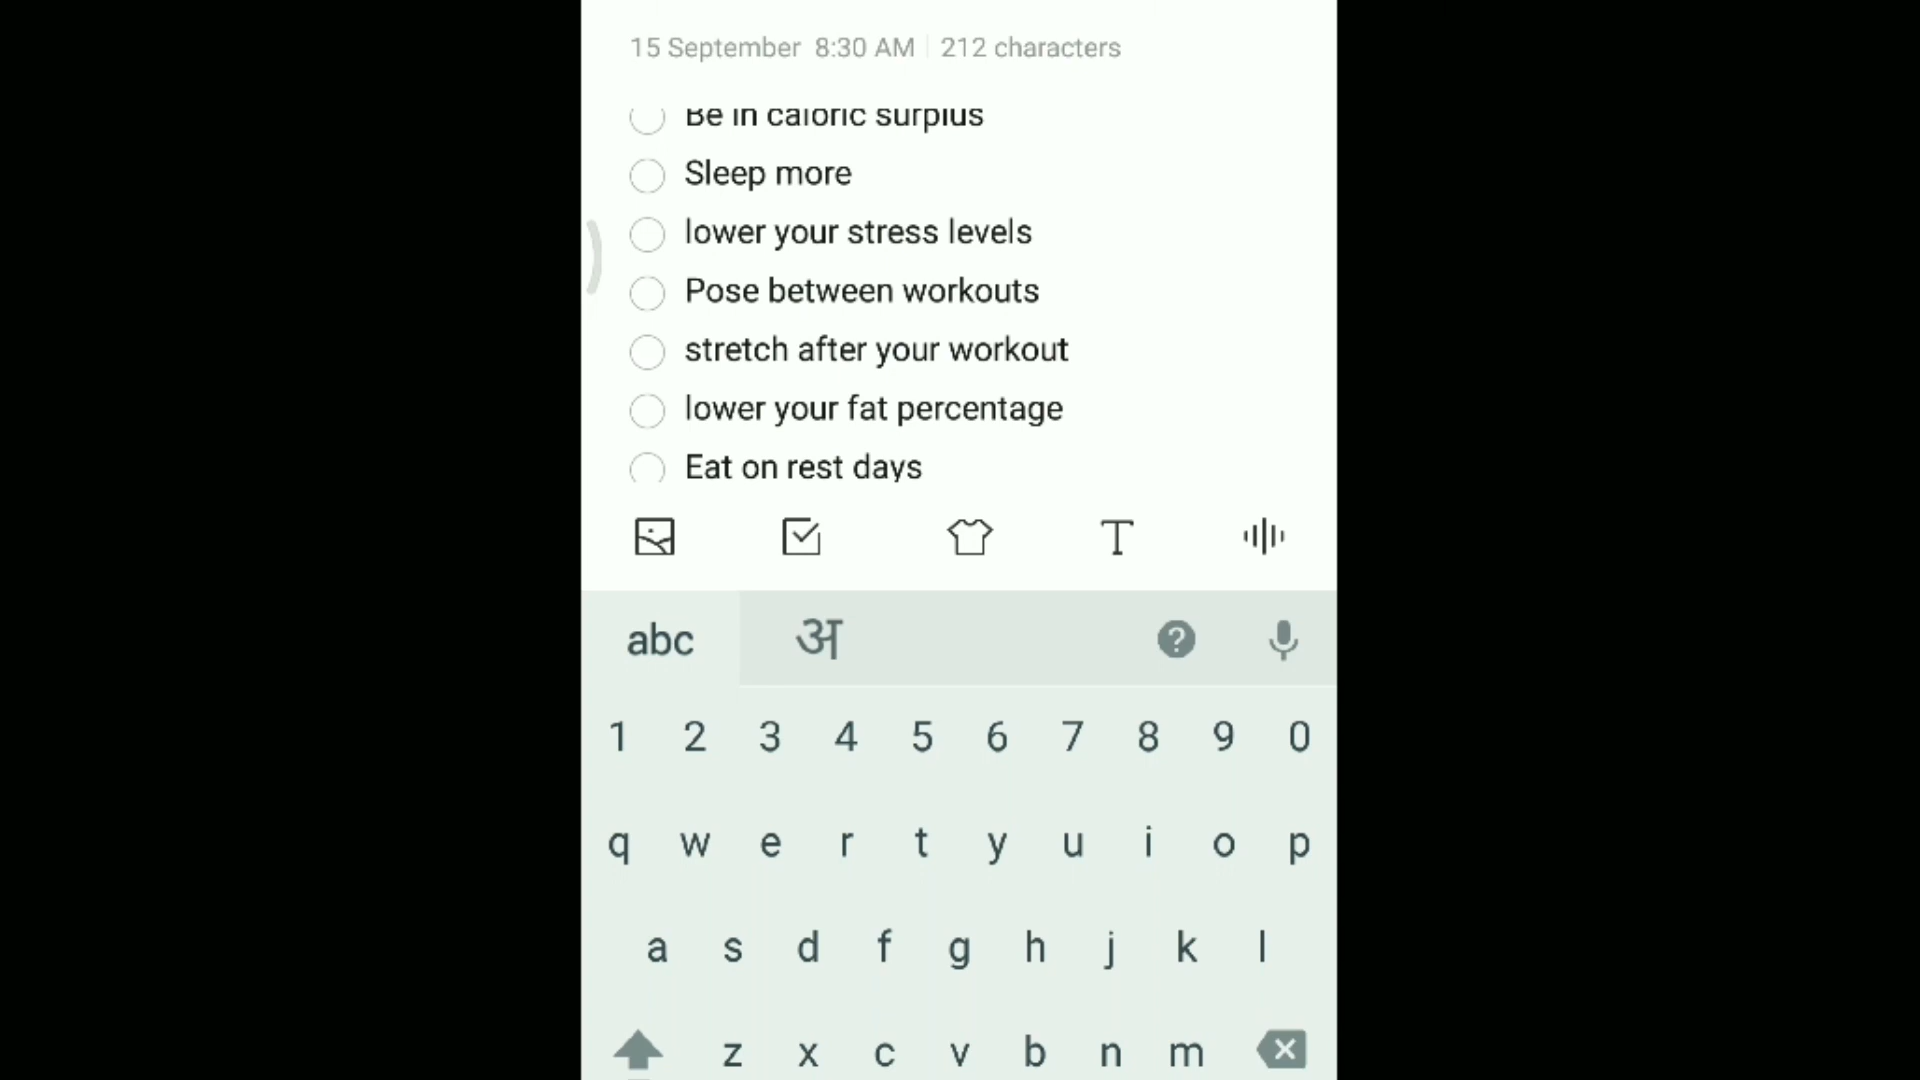 15 September 8:30 AM 212 characters
Be in caloric surplus
Sleep more
lower your stress levels
Pose between workouts
stretch after your workout
lower your fat percentage
Eat on rest days
T
abc अ ?
1 2 3 4 5 6 7 8 9 0
q w e r t y u i o p
a s d f g h j k l
z x c v b n m